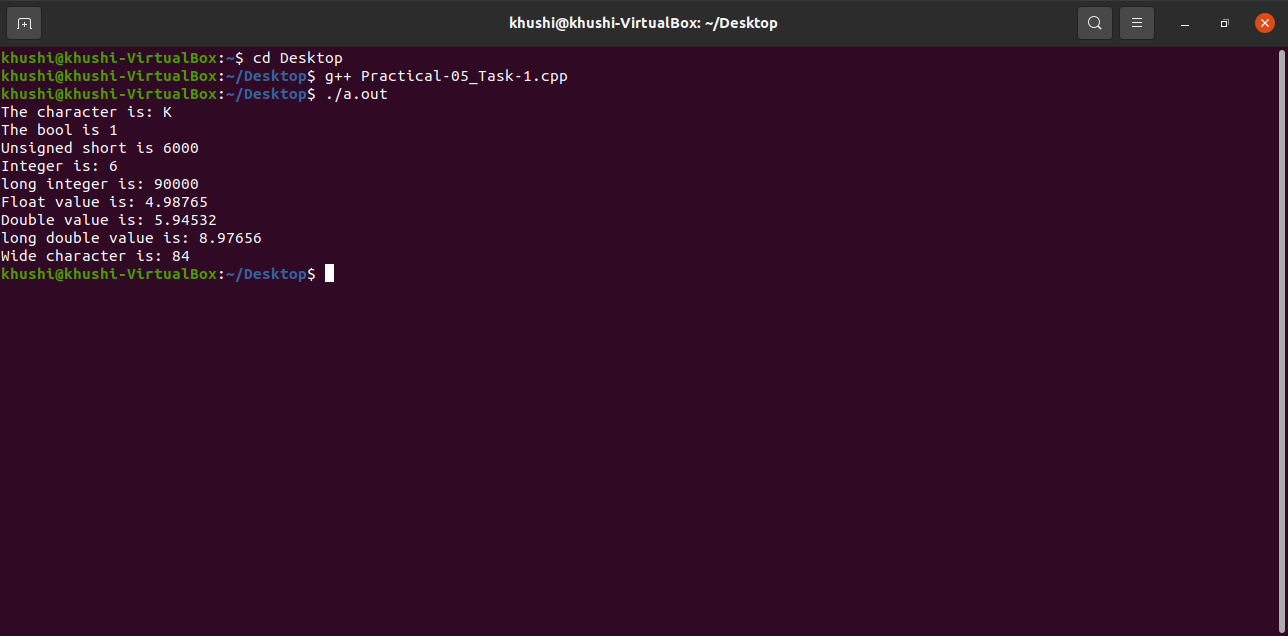 khushi@khushi-VirtualBox: ~/Desktop
khushi@khushi-VirtualBox:~$ cd Desktop
khushi@khushi-VirtualBox:~/Desktop$ g++ Practical-05_Task-1.cpp
khushi@khushi-VirtualBox:~/Desktop$ ./a.out
The character is: K
The bool is 1
Unsigned short is 6000
Integer is: 6
long integer is: 90000
Float value is: 4.98765
Double value is: 5.94532
long double value is: 8.97656
Wide character is: 84
khushi@khushi-VirtualBox:~/Desktop$